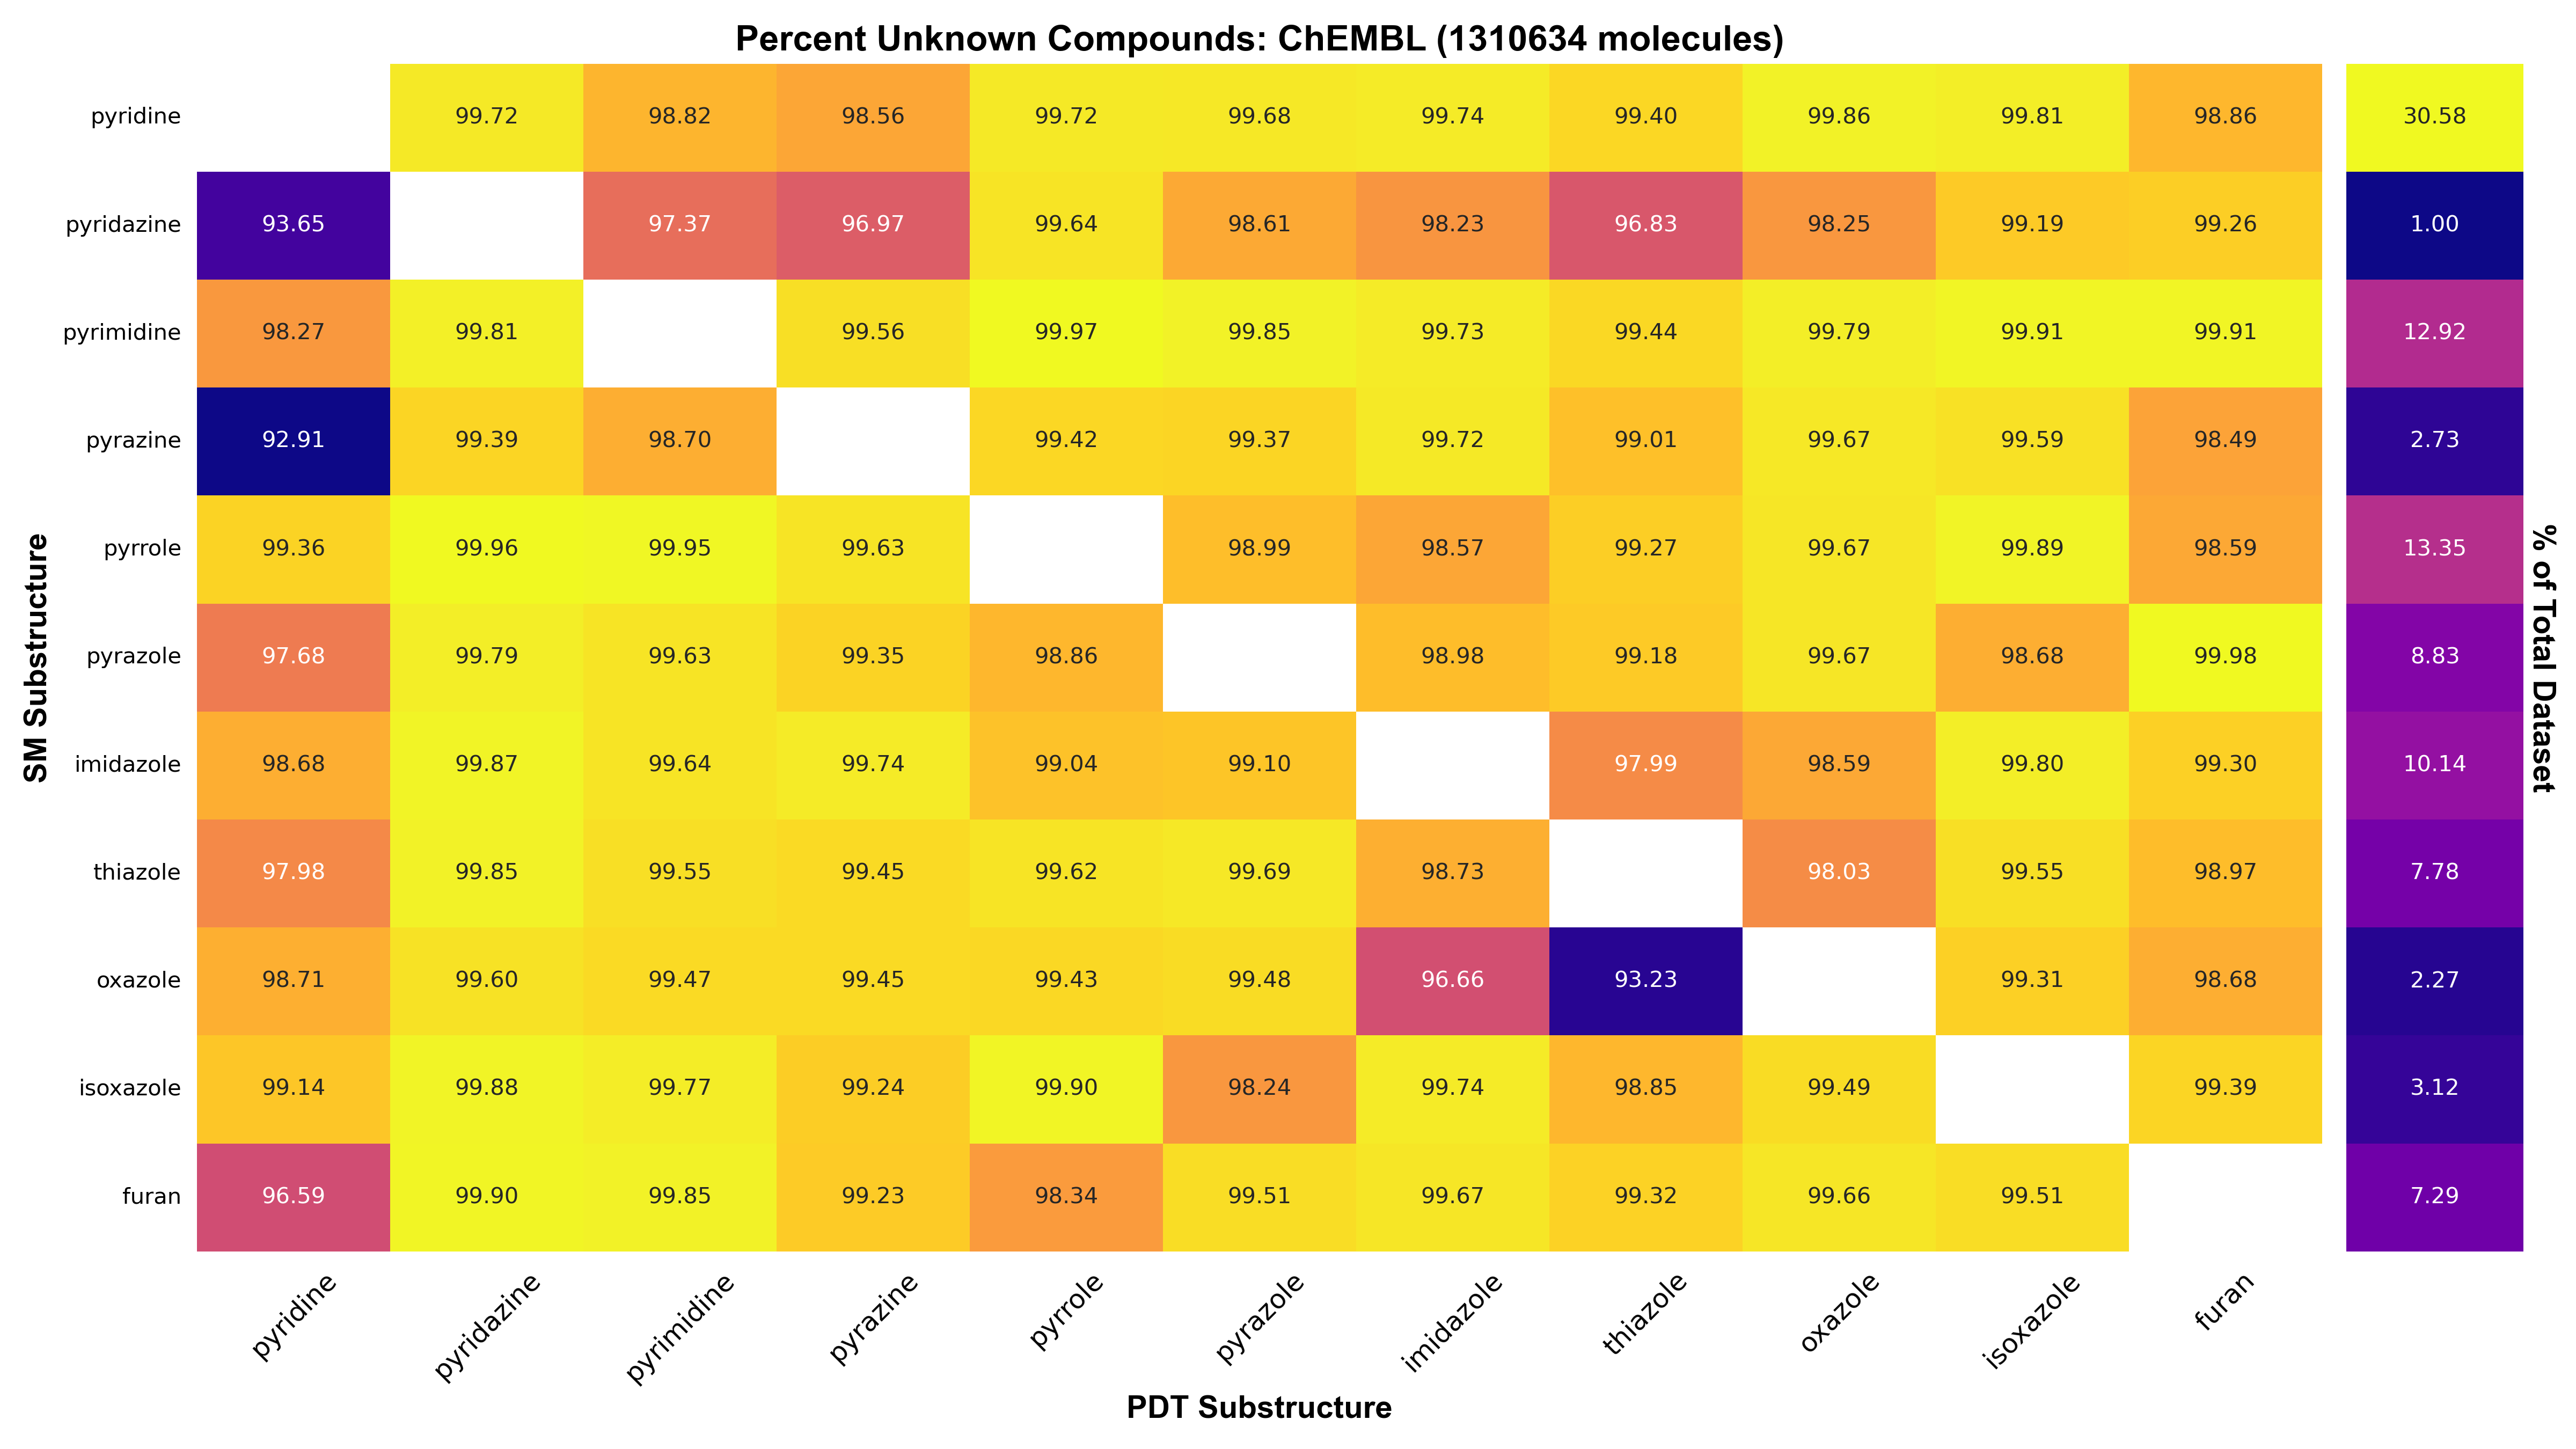 Percent Unknown Compounds: ChEMBL (1310634 molecules)
pyridine 99.72 98.82 98.56 99.72 99.68 99.74 99.40 99.86 99.81 98.86 30.58
pyridazine 93.65 97.37 96.97 99.64 98.61 98.23 96.83 98.25 99.19 99.26 1.00
pyrimidine 98.27 99.81 99.56 99.97 99.85 99.73 99.44 99.79 99.91 99.91 12.92
pyrazine 92.91 99.39 98.70 99.42 99.37 99.72 99.01 99.67 99.59 98.49 2.73
pyrrole 99.36 99.96 99.95 99.63 98.99 98.57 99.27 99.67 99.89 98.59 13.35
pyrazole 97.68 99.79 99.63 99.35 98.86 98.98 99.18 99.67 98.68 99.98 8.83
imidazole 98.68 99.87 99.64 99.74 99.04 99.10 97.99 98.59 99.80 99.30 10.14
thiazole 97.98 99.85 99.55 99.45 99.62 99.69 98.73 98.03 99.55 98.97 7.78
oxazole 98.71 99.60 99.47 99.45 99.43 99.48 96.66 93.23 99.31 98.68 2.27
isoxazole 99.14 99.88 99.77 99.24 99.90 98.24 99.74 98.85 99.49 99.39 3.12
furan 96.59 99.90 99.85 99.23 98.34 99.51 99.67 99.32 99.66 99.51 7.29
pyridine pyridazine pyrimidine pyrazine pyrrole pyrazole imidazole thiazole oxazole isoxazole furan
PDT Substructure
SM Substructure
% of Total Dataset